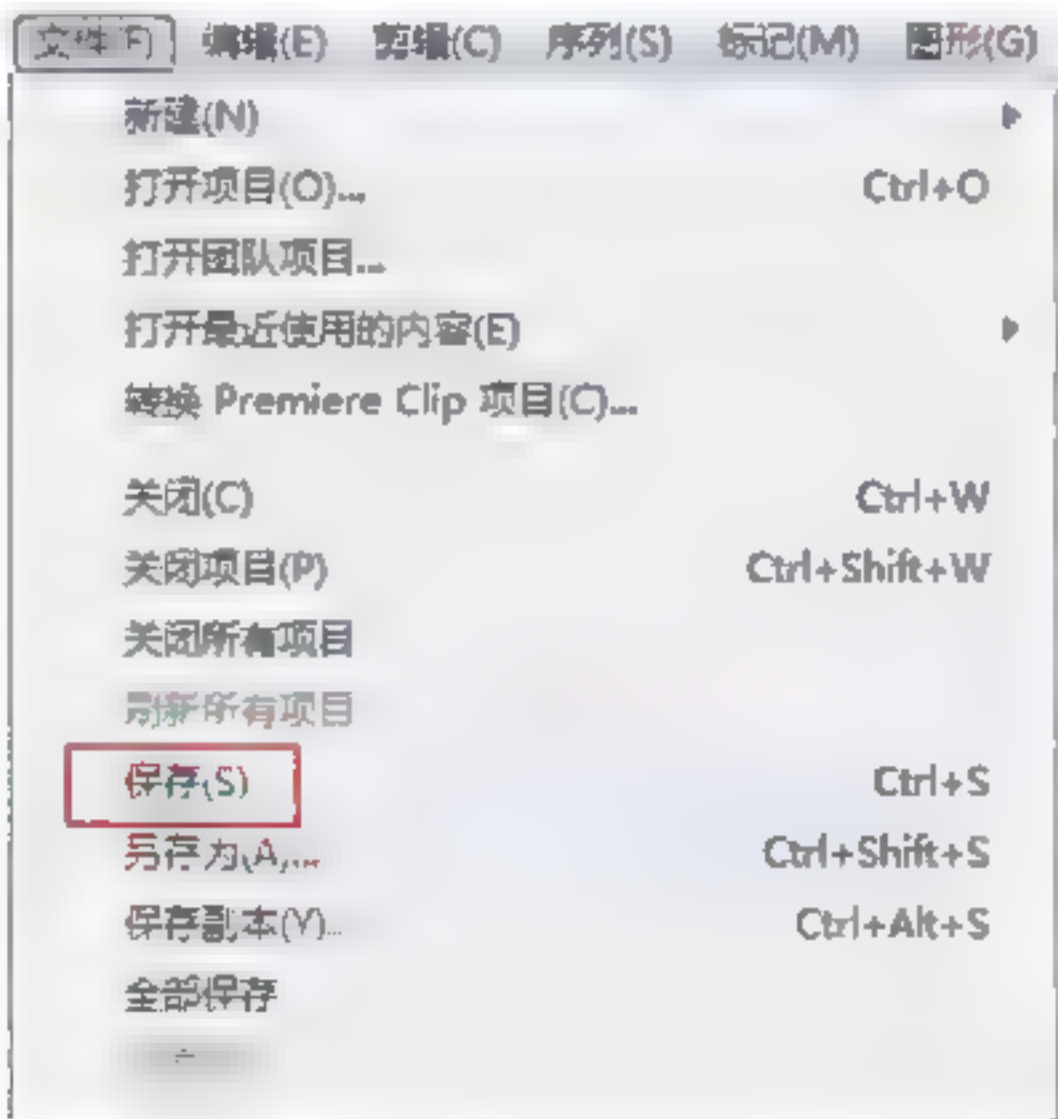 文件(F) 编辑(E) 剪辑(C) 序列(S) 标记(M) 图形(G)
新建(N)
打开项目(O)... Ctrl+O
打开团队项目...
打开最近使用的内容(E)
转换 Premiere Clip 项目(C)...
关闭(C) Ctrl+W
关闭项目(P) Ctrl+Shift+W
关闭所有项目
刷新所有项目
保存(S) Ctrl+S
另存为(A)... Ctrl+Shift+S
保存副本(Y)... Ctrl+Alt+S
全部保存